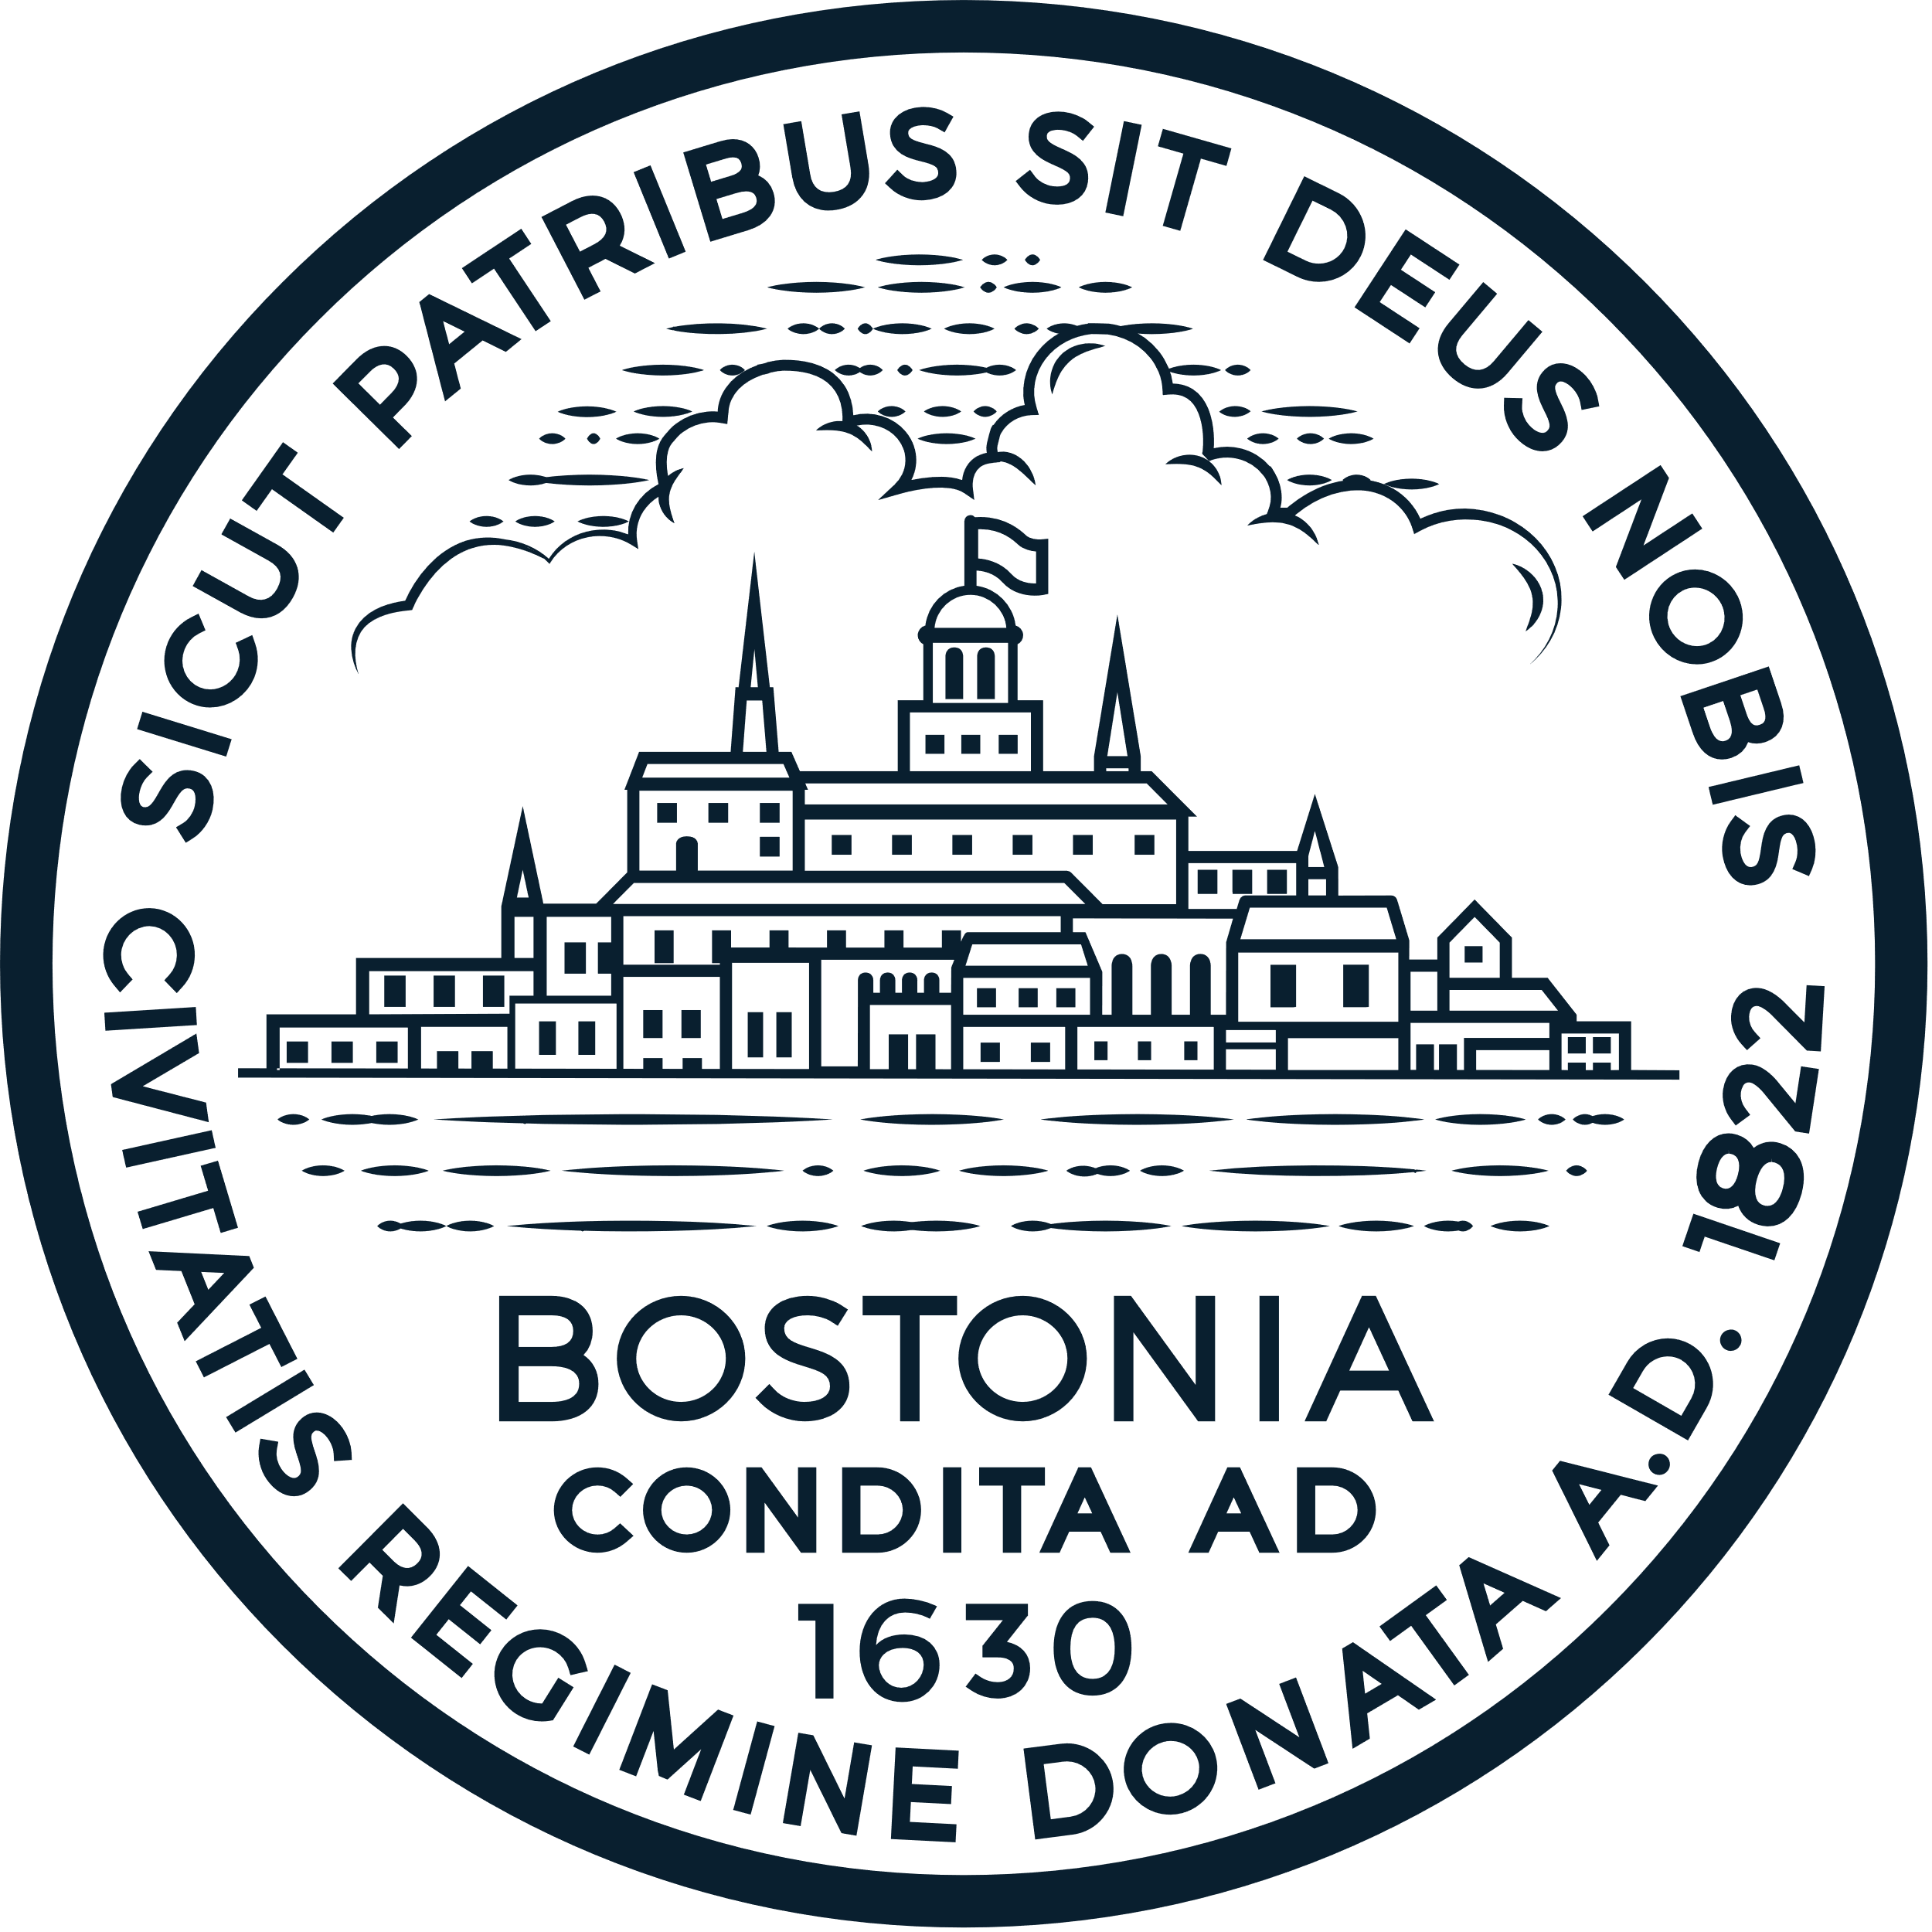 SICUT PATRIBUS SIT DEUS NOBIS
CIVITATIS REGIMINE DONATA A.D. 1822
BOSTONIA
CONDITA AD
1630